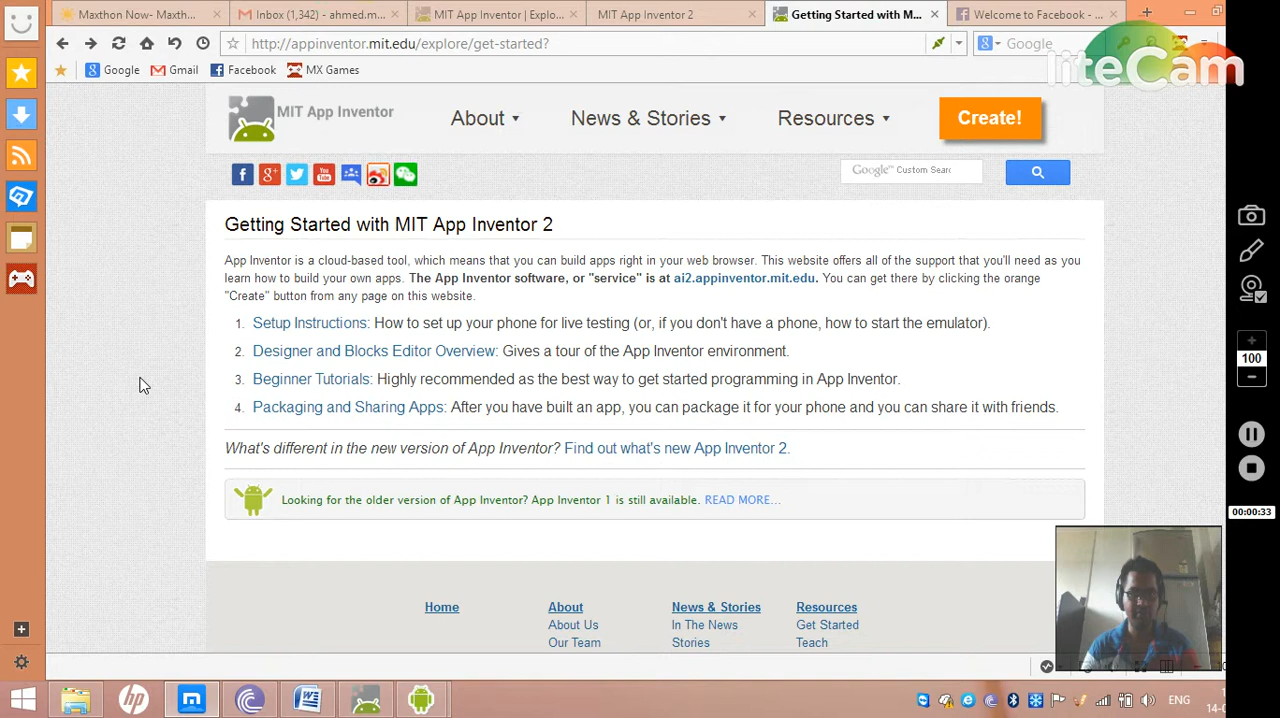 Maxthon Now- Maxth...
Inbox (1,342) - ahmed.m...
MIT App Inventor | Explo...
MIT App Inventor 2
Getting Started with M...
Welcome to Facebook - ...
http://appinventor.mit.edu/explore/get-started?
Google
Google
Gmail
Facebook
MX Games
liteCam
MIT App Inventor
About
News & Stories
Resources
Create!
Google™ Custom Searc
Getting Started with MIT App Inventor 2
App Inventor is a cloud-based tool, which means that you can build apps right in your web browser. This website offers all of the support that you'll need as you
learn how to build your own apps. The App Inventor software, or "service" is at ai2.appinventor.mit.edu. You can get there by clicking the orange
"Create" button from any page on this website.
1. Setup Instructions: How to set up your phone for live testing (or, if you don't have a phone, how to start the emulator).
2. Designer and Blocks Editor Overview: Gives a tour of the App Inventor environment.
3. Beginner Tutorials: Highly recommended as the best way to get started programming in App Inventor.
4. Packaging and Sharing Apps: After you have built an app, you can package it for your phone and you can share it with friends.
What's different in the new version of App Inventor? Find out what's new App Inventor 2.
Looking for the older version of App Inventor? App Inventor 1 is still available. READ MORE...
100
00:00:33
Home
About
News & Stories
Resources
About Us
In The News
Get Started
Our Team
Stories
Teach
ENG